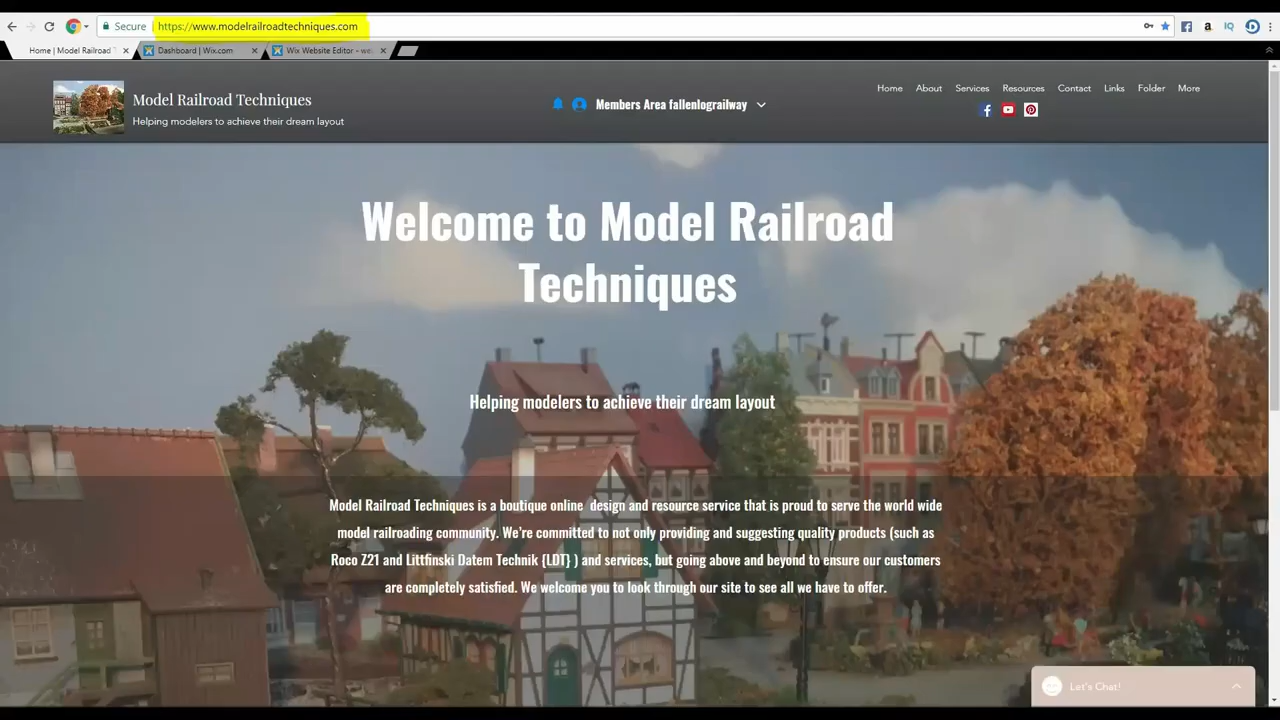 Secure https://www.modelrailroadtechniques.com
Home | Model Railroad T
Dashboard | Wix.com
Wix Website Editor - we
Model Railroad Techniques
Helping modelers to achieve their dream layout
Members Area fallenlograilway
Home About Services Resources Contact Links Folder More
Welcome to Model Railroad
Techniques
Helping modelers to achieve their dream layout
Model Railroad Techniques is a boutique online design and resource service that is proud to serve the world wide
model railroading community. We're committed to not only providing and suggesting quality products (such as
Roco Z21 and Littfinski Datem Technik {LDT} ) and services, but going above and beyond to ensure our customers
are completely satisfied. We welcome you to look through our site to see all we have to offer.
Let's Chat!